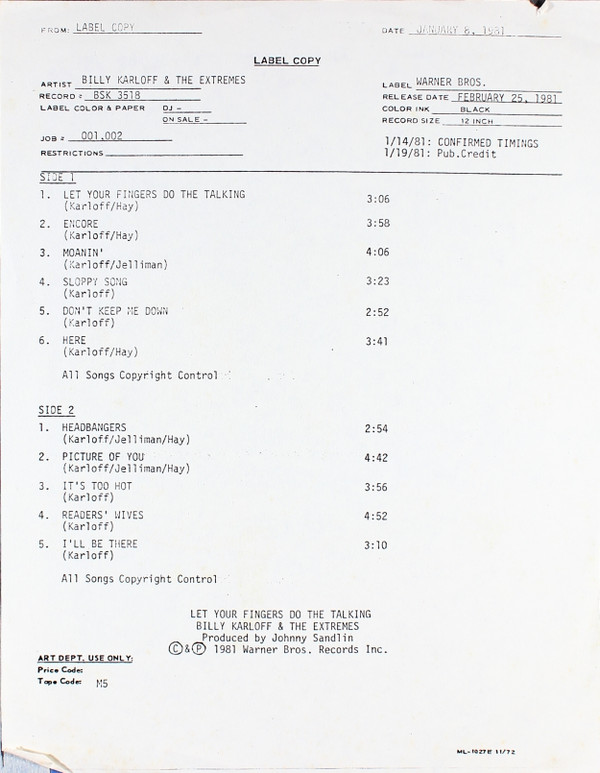 FROM: LABEL COPY
DATE JANUARY 8, 1981
LABEL COPY
ARTIST BILLY KARLOFF & THE EXTREMES
LABEL WARNER BROS.
RECORD # BSK 3518
RELEASE DATE FEBRUARY 25, 1981
LABEL COLOR & PAPER DJ –
COLOR INK BLACK
ON SALE –
RECORD SIZE 12 INCH
JOB # 001,002
1/14/81: CONFIRMED TIMINGS
1/19/81: Pub.Credit
RESTRICTIONS
SIDE 1
1. LET YOUR FINGERS DO THE TALKING 3:06
(Karloff/Hay)
2. ENCORE 3:58
(Karloff/Hay)
3. MOANIN' 4:06
(Karloff/Jelliman)
4. SLOPPY SONG 3:23
(Karloff)
5. DON'T KEEP ME DOWN 2:52
(Karloff)
6. HERE 3:41
(Karloff/Hay)
All Songs Copyright Control
SIDE 2
1. HEADBANGERS 2:54
(Karloff/Jelliman/Hay)
2. PICTURE OF YOU 4:42
(Karloff/Jelliman/Hay)
3. IT'S TOO HOT 3:56
(Karloff)
4. READERS' WIVES 4:52
(Karloff)
5. I'LL BE THERE 3:10
(Karloff)
All Songs Copyright Control
LET YOUR FINGERS DO THE TALKING
BILLY KARLOFF & THE EXTREMES
Produced by Johnny Sandlin
©&℗ 1981 Warner Bros. Records Inc.
ART DEPT. USE ONLY:
Price Code:
Tape Code: M5
ML-1027E 11/72